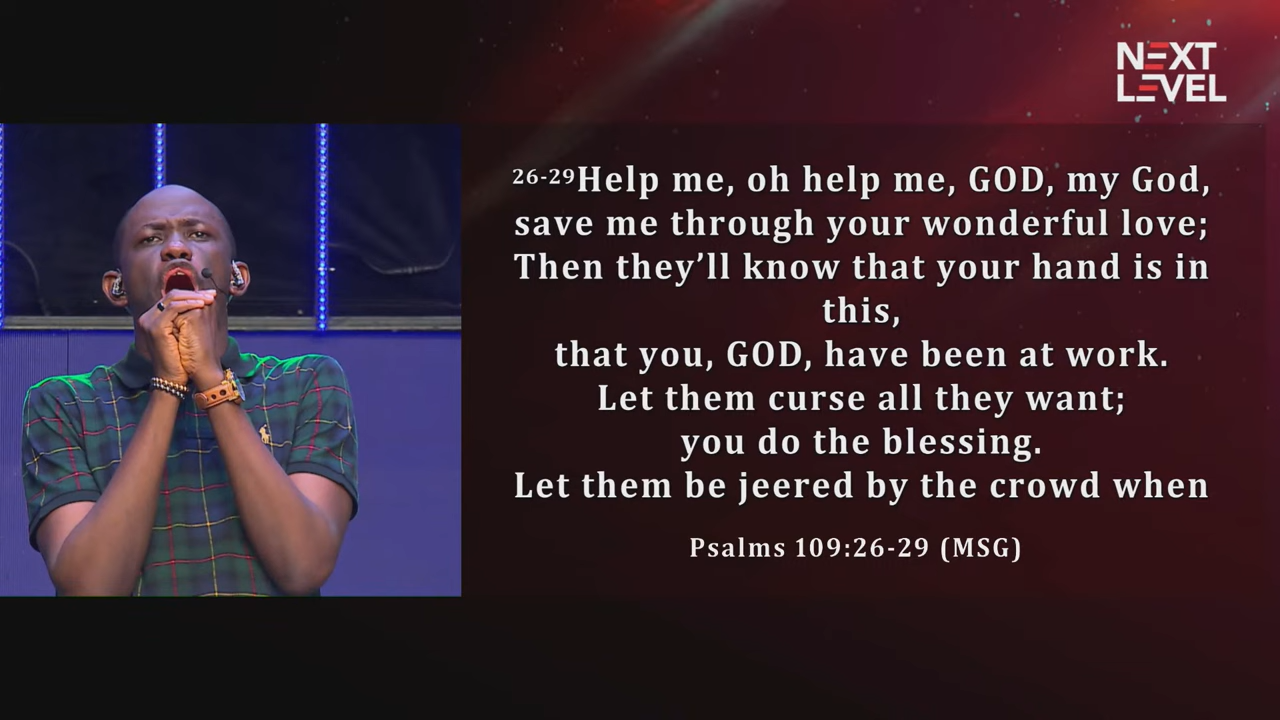 NEXT
LEVEL
26-29Help me, oh help me, GOD, my God,
save me through your wonderful love;
Then they’ll know that your hand is in
this,
that you, GOD, have been at work.
Let them curse all they want;
you do the blessing.
Let them be jeered by the crowd when
Psalms 109:26-29 (MSG)